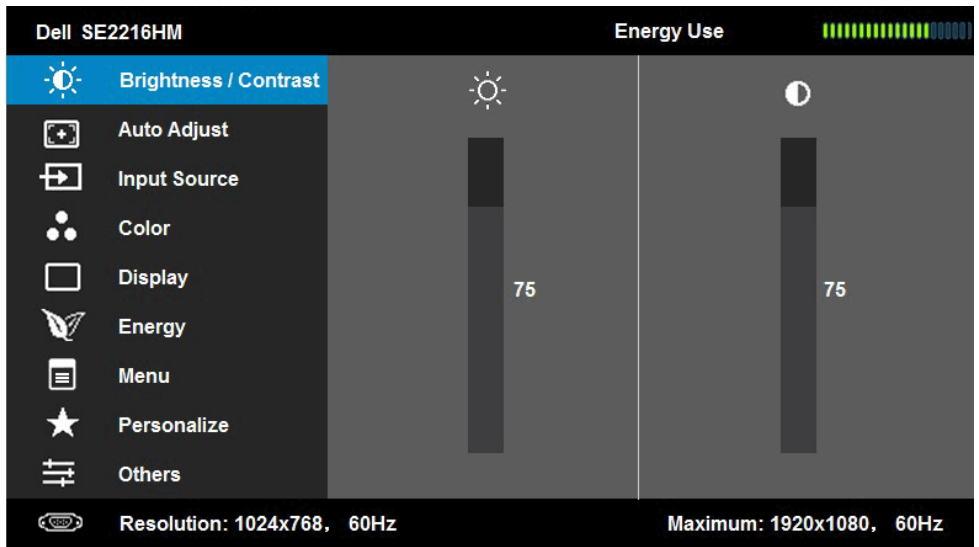 Dell SE2216HM Energy Use
Brightness / Contrast
Auto Adjust
Input Source
Color
Display
75 75
Energy
Menu
Personalize
Others
Resolution: 1024x768, 60Hz Maximum: 1920x1080, 60Hz